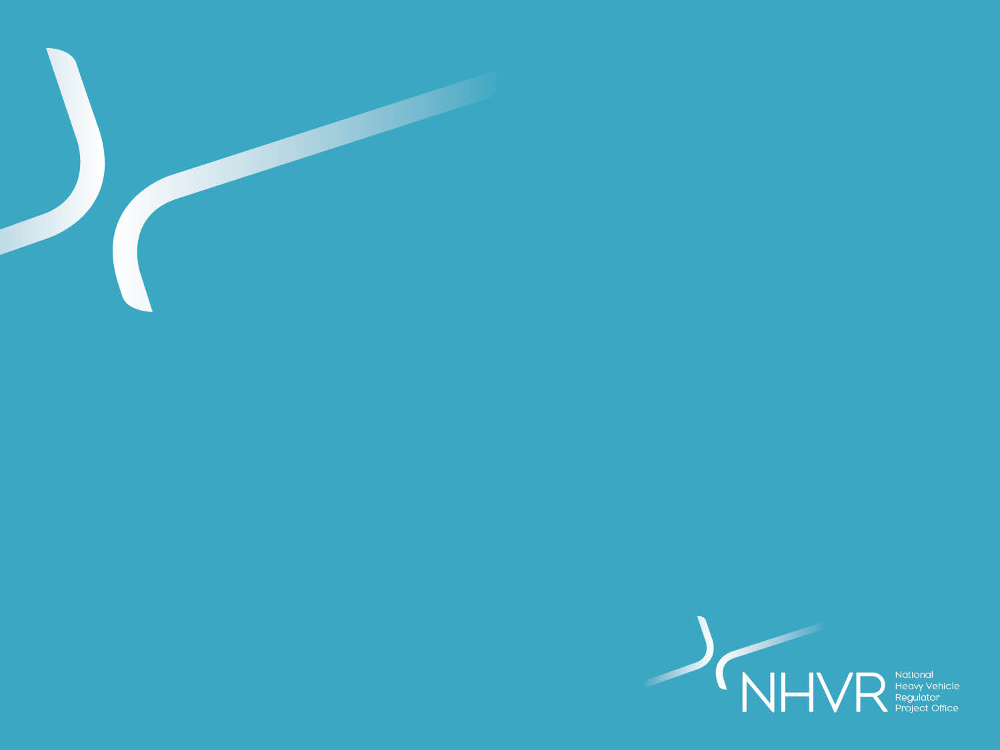 NHVR
National
Heavy Vehicle
Regulator
Project Office